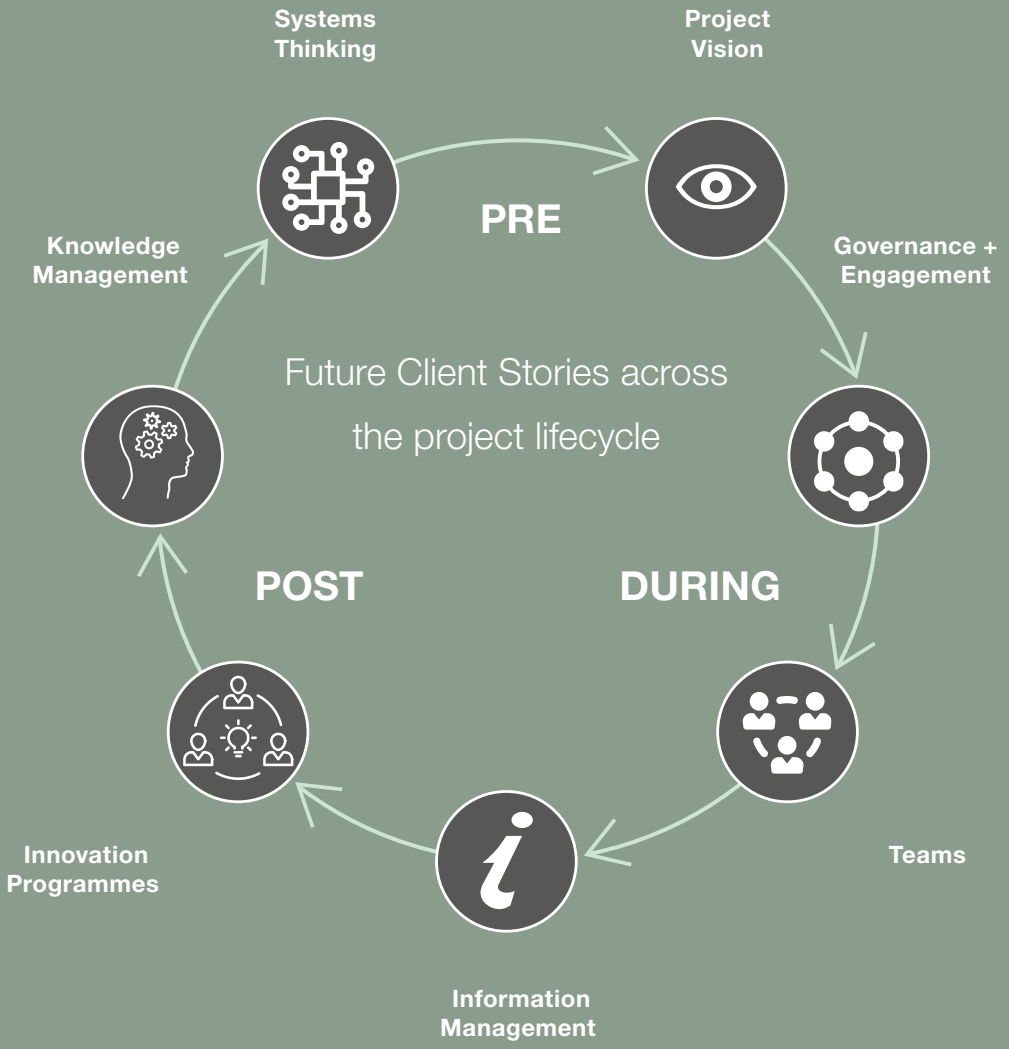 Systems
Thinking
Project
Vision
PRE
Knowledge
Management
Governance +
Engagement
Future Client Stories across
the project lifecycle
POST
DURING
Innovation
Programmes
Teams
i
Information
Management